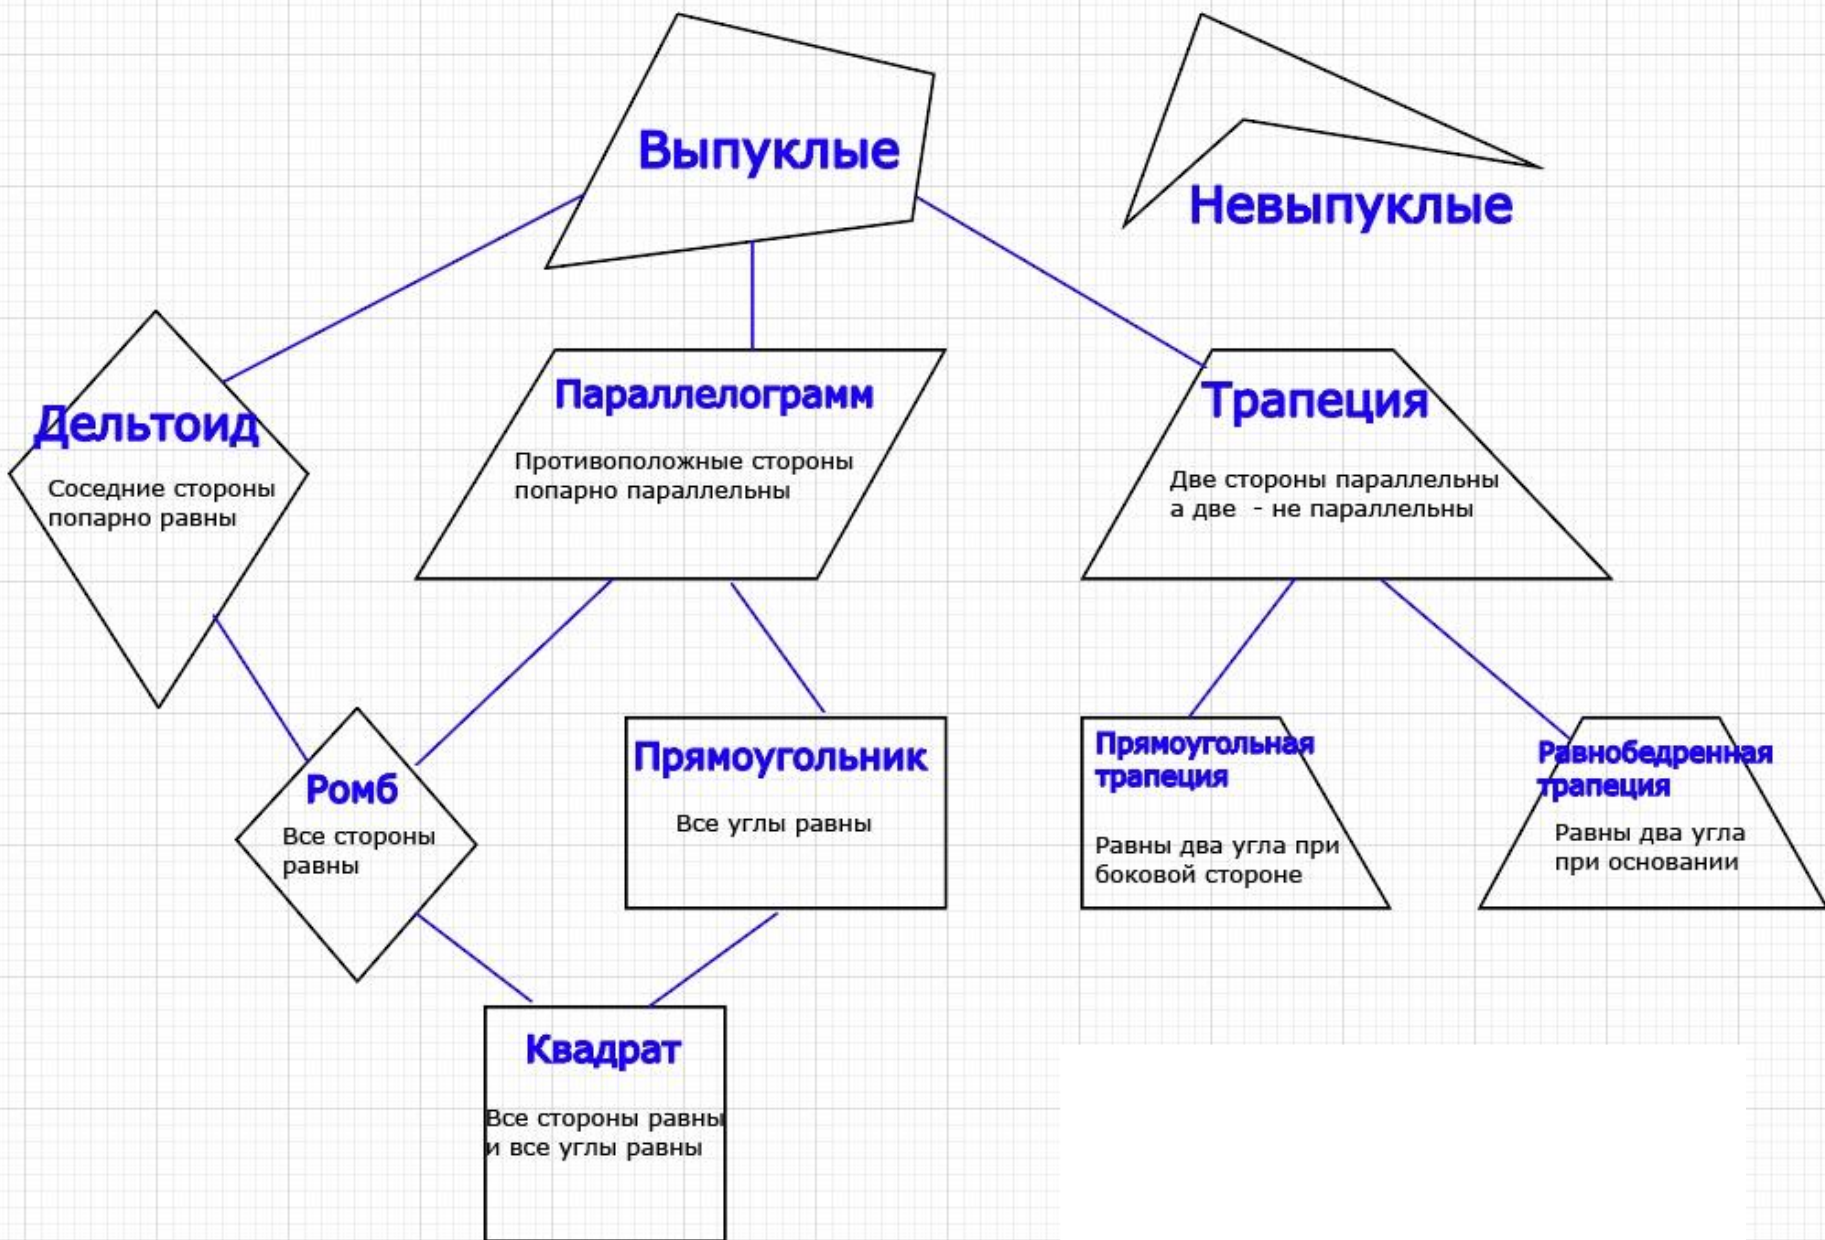 Выпуклые
Невыпуклые
Дельтоид
Соседние стороны
попарно равны
Параллелограмм
Противоположные стороны
попарно параллельны
Трапеция
Две стороны параллельны
а две - не параллельны
Ромб
Все стороны
равны
Прямоугольник
Все углы равны
Прямоугольная
трапеция
Равны два угла при
боковой стороне
Равнобедренная
трапеция
Равны два угла
при основании
Квадрат
Все стороны равны
и все углы равны